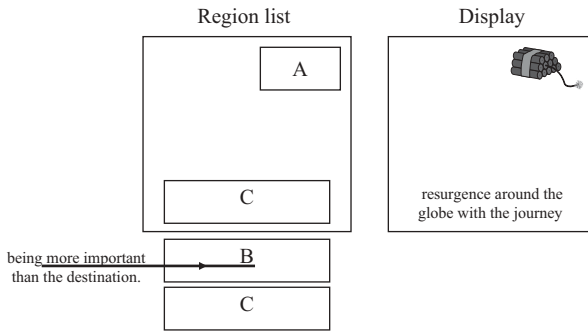 Region list
Display
A
C
resurgence around the
globe with the journey
being more important
than the destination.
B
C